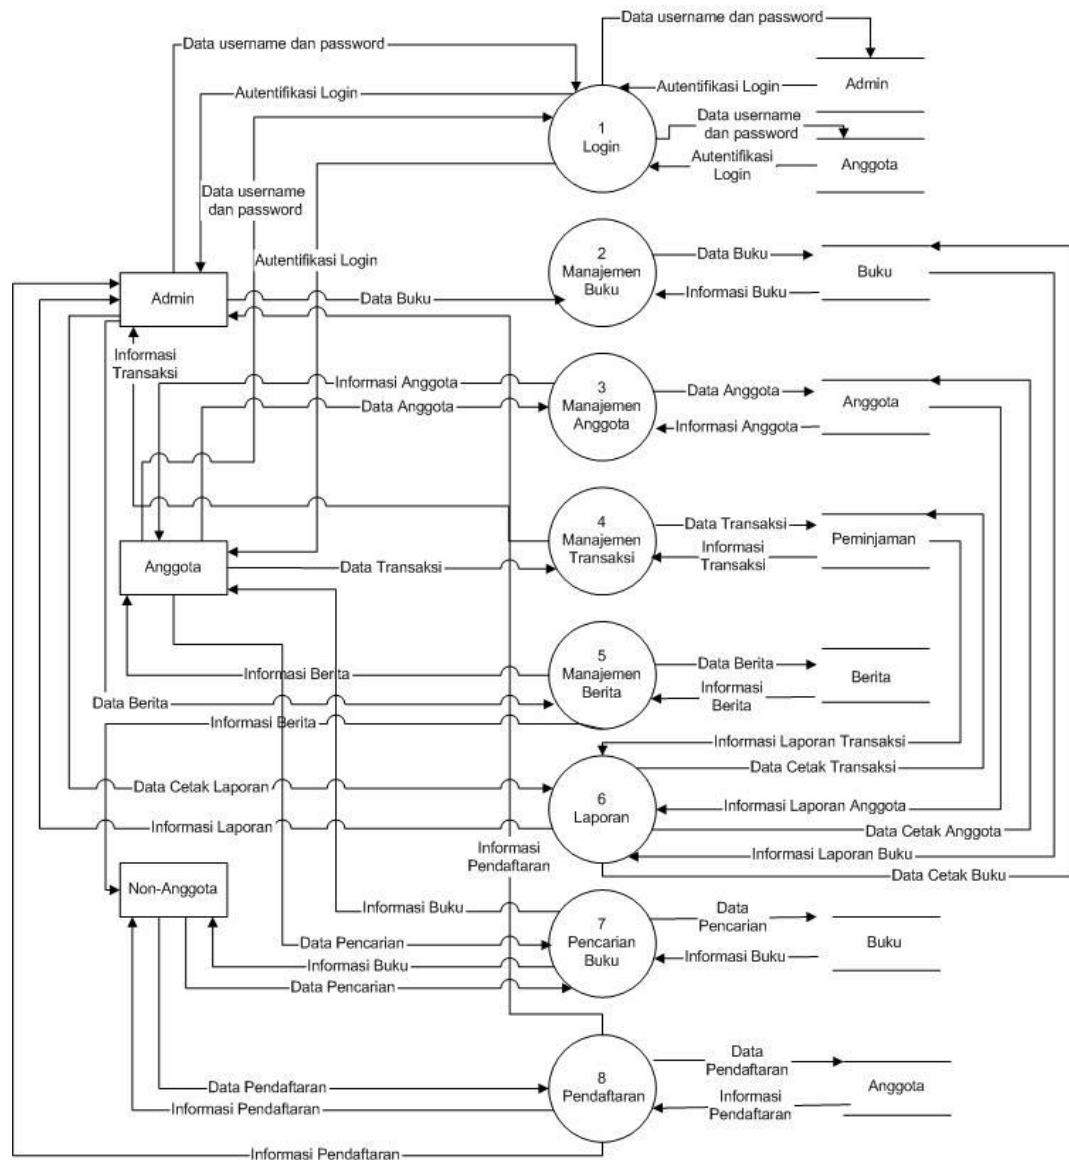 Data username dan password
Data username dan password
Admin
Autentifikasi Login
Autentifikasi Login
Data username
dan password
1
Login
Autentifikasi
Login
Anggota
Data username
dan password
2
Manajemen
Buku
Data Buku
Autentifikasi Login
Buku
Admin
Data Buku
Informasi Buku
Informasi
Transaksi
Informasi Anggota
3
Manajemen
Anggota
Data Anggota
Anggota
Data Anggota
Informasi Anggota
4
Manajemen
Transaksi
Data Transaksi
Peminjaman
Informasi
Transaksi
Anggota
Data Transaksi
5
Manajemen
Berita
Data Berita
Berita
Informasi Berita
Informasi
Berita
Data Berita
Informasi Berita
Informasi Laporan Transaksi
Data Cetak Transaksi
Data Cetak Laporan
6
Laporan
Informasi Laporan Anggota
Informasi Laporan
Data Cetak Anggota
Informasi
Pendaftaran
Informasi Laporan Buku
Data Cetak Buku
Non-Anggota
Informasi Buku
7
Pencarian
Buku
Data
Pencarian
Buku
Data Pencarian
Informasi Buku
Informasi Buku
Data Pencarian
Data
Pendaftaran
8
Pendaftaran
Anggota
Data Pendaftaran
Informasi
Pendaftaran
Informasi Pendaftaran
Informasi Pendaftaran